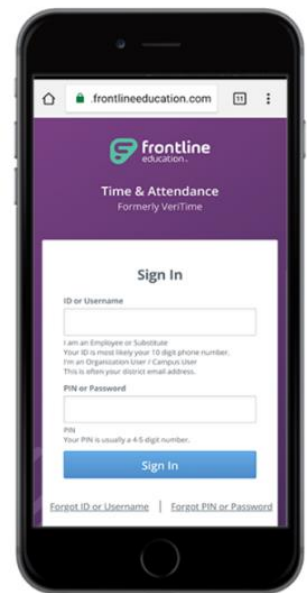 .frontlineeducation.com 11
frontline
education.
Time & Attendance
Formerly VeriTime
Sign In
ID or Username
I am an Employee or Substitute
Your ID is most likely your 10 digit phone number.
I'm an Organization User / Campus User
This is often your district email address.
PIN or Password
PIN
Your PIN is usually a 4-5 digit number.
Sign In
Forgot ID or Username | Forgot PIN or Password